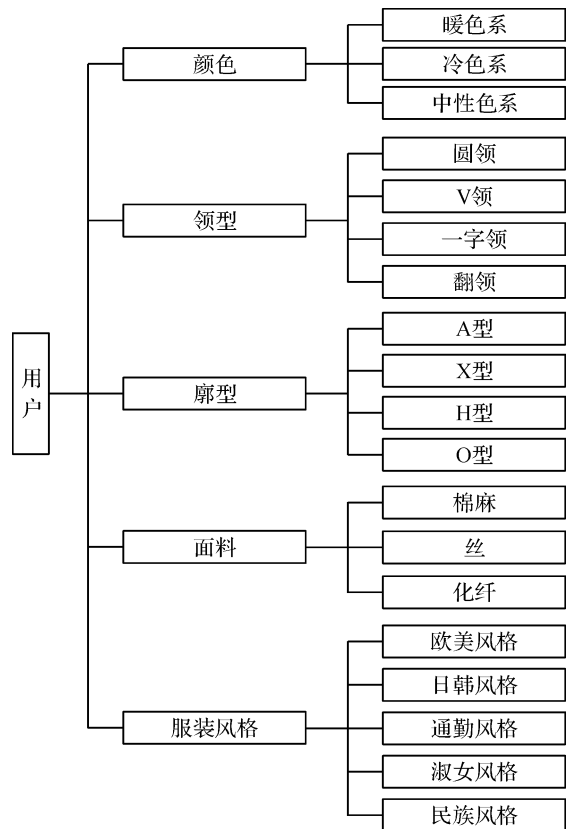 用户
颜色
暖色系
冷色系
中性色系
领型
圆领
V领
一字领
翻领
廓型
A型
X型
H型
O型
面料
棉麻
丝
化纤
服装风格
欧美风格
日韩风格
通勤风格
淑女风格
民族风格